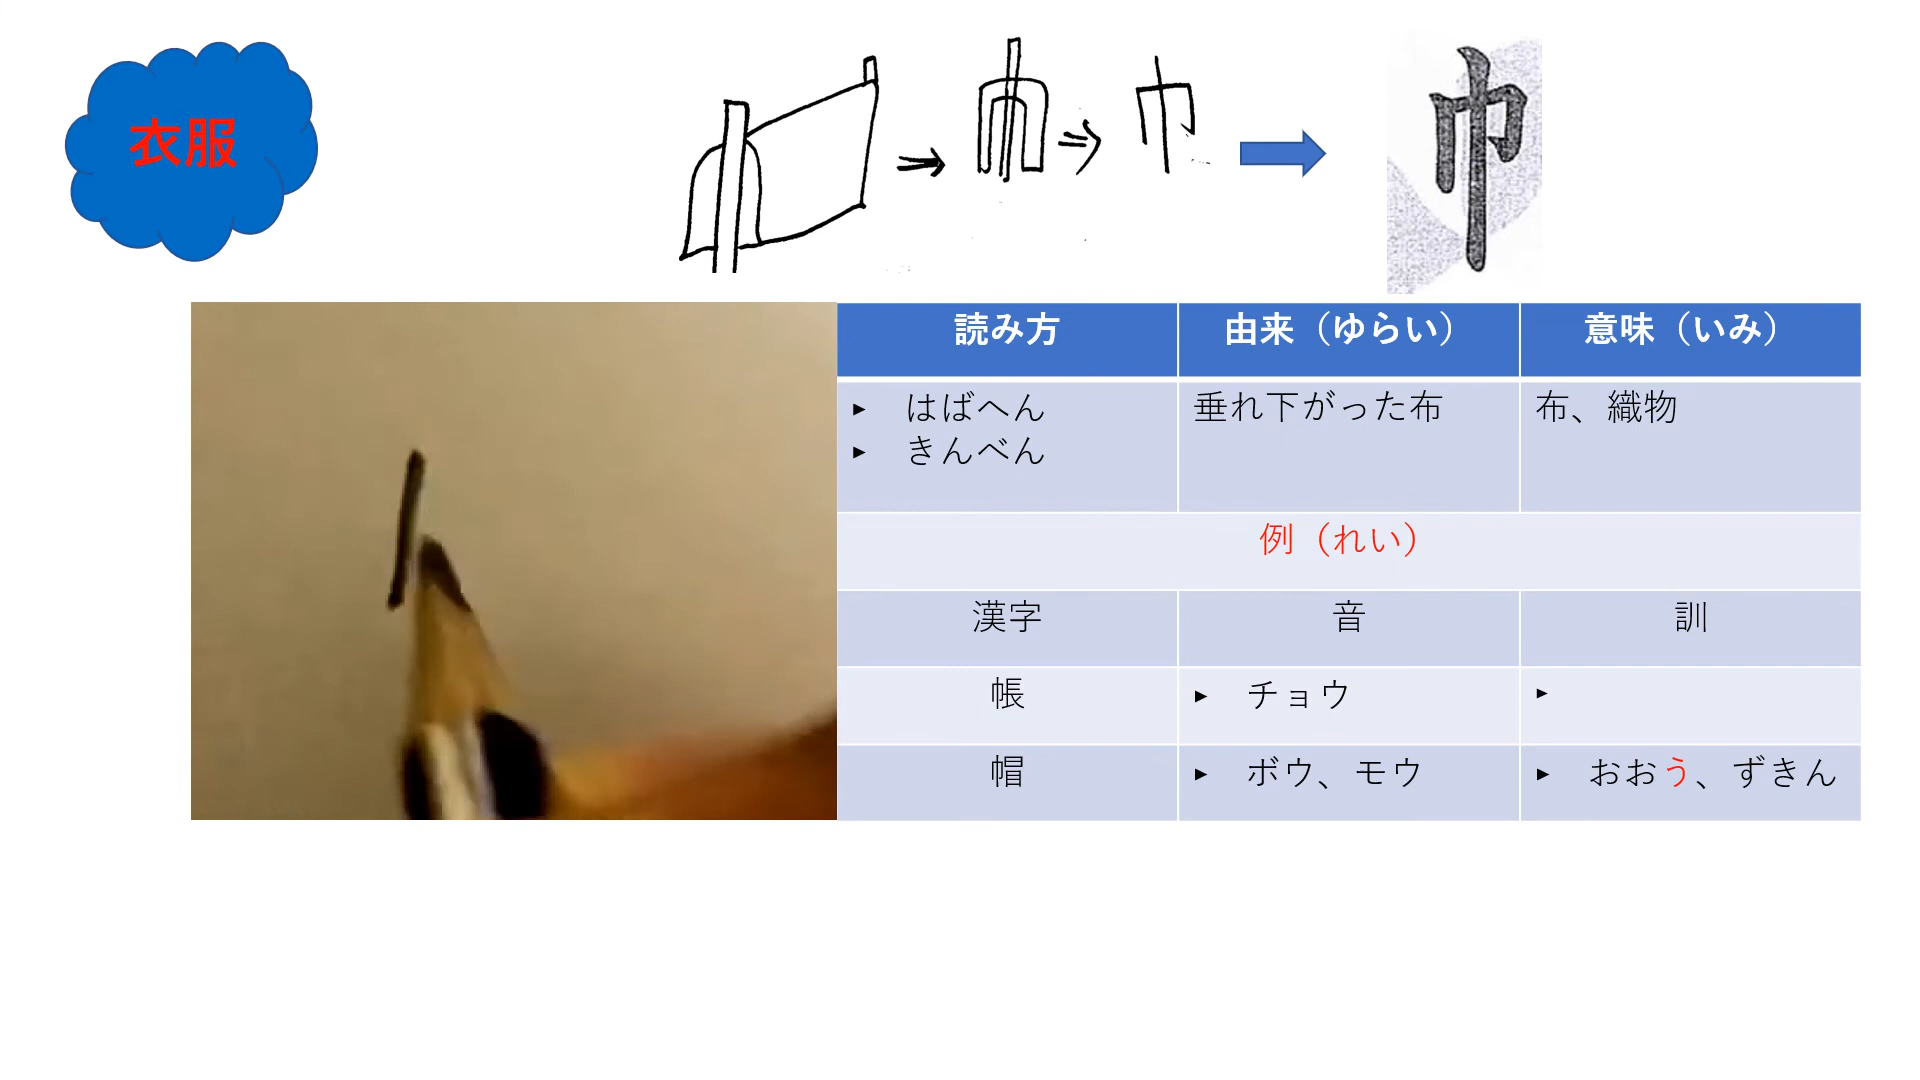 衣服
巾
読み方 由来（ゆらい） 意味（いみ）
▸ はばへん 垂れ下がった布 布、織物
▸ きんべん
例（れい）
漢字 音 訓
帳 ▸ チョウ ▸
帽 ▸ ボウ、モウ ▸ おおう、ずきん